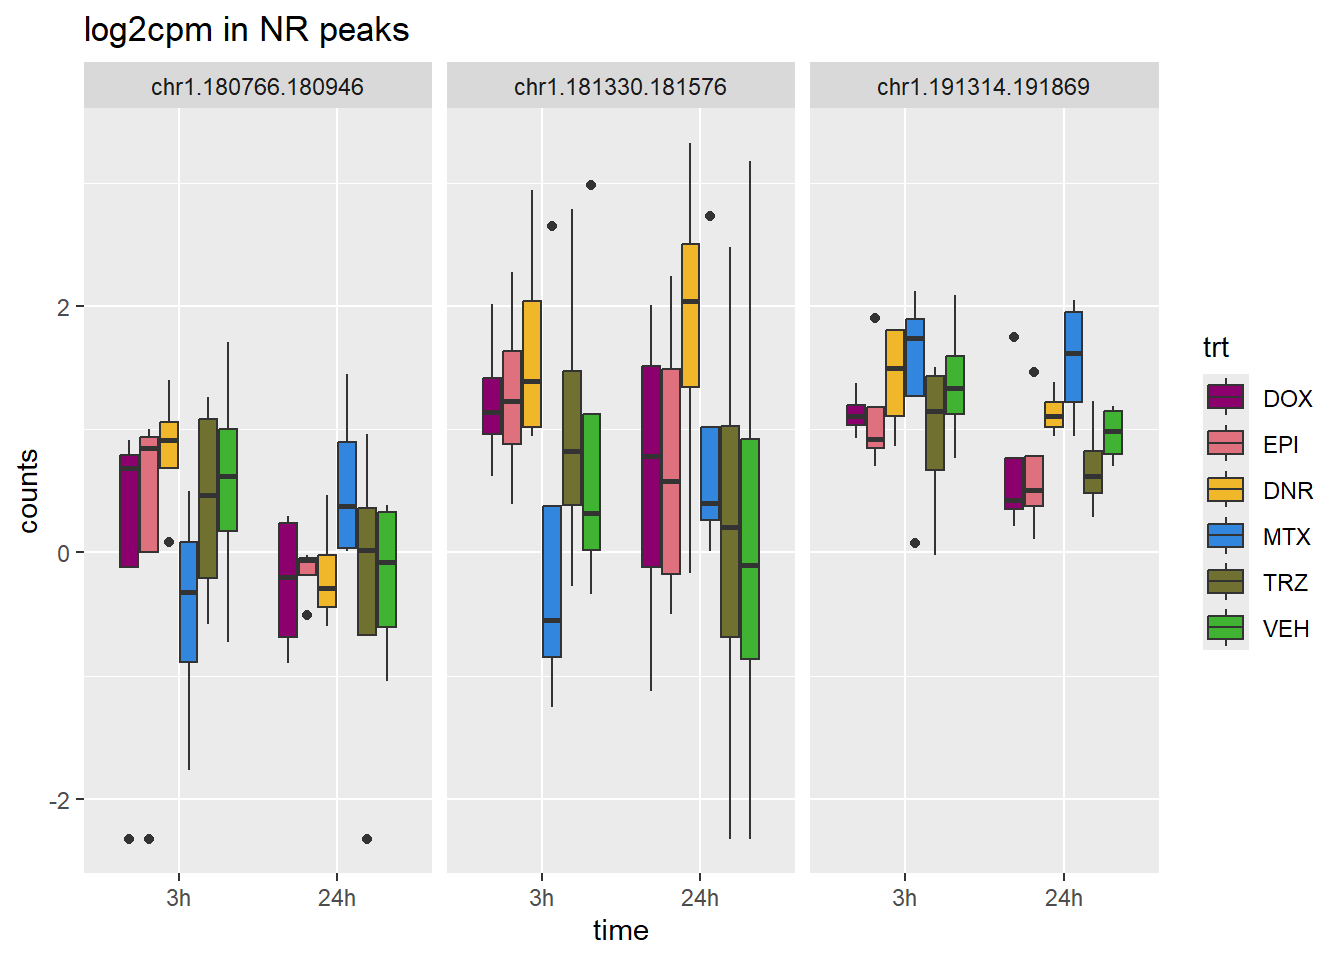 log2cpm in NR peaks
chr1.180766.180946
chr1.181330.181576
chr1.191314.191869
counts
2
0
-2
3h
24h
3h
24h
3h
24h
time
trt
DOX
EPI
DNR
MTX
TRZ
VEH